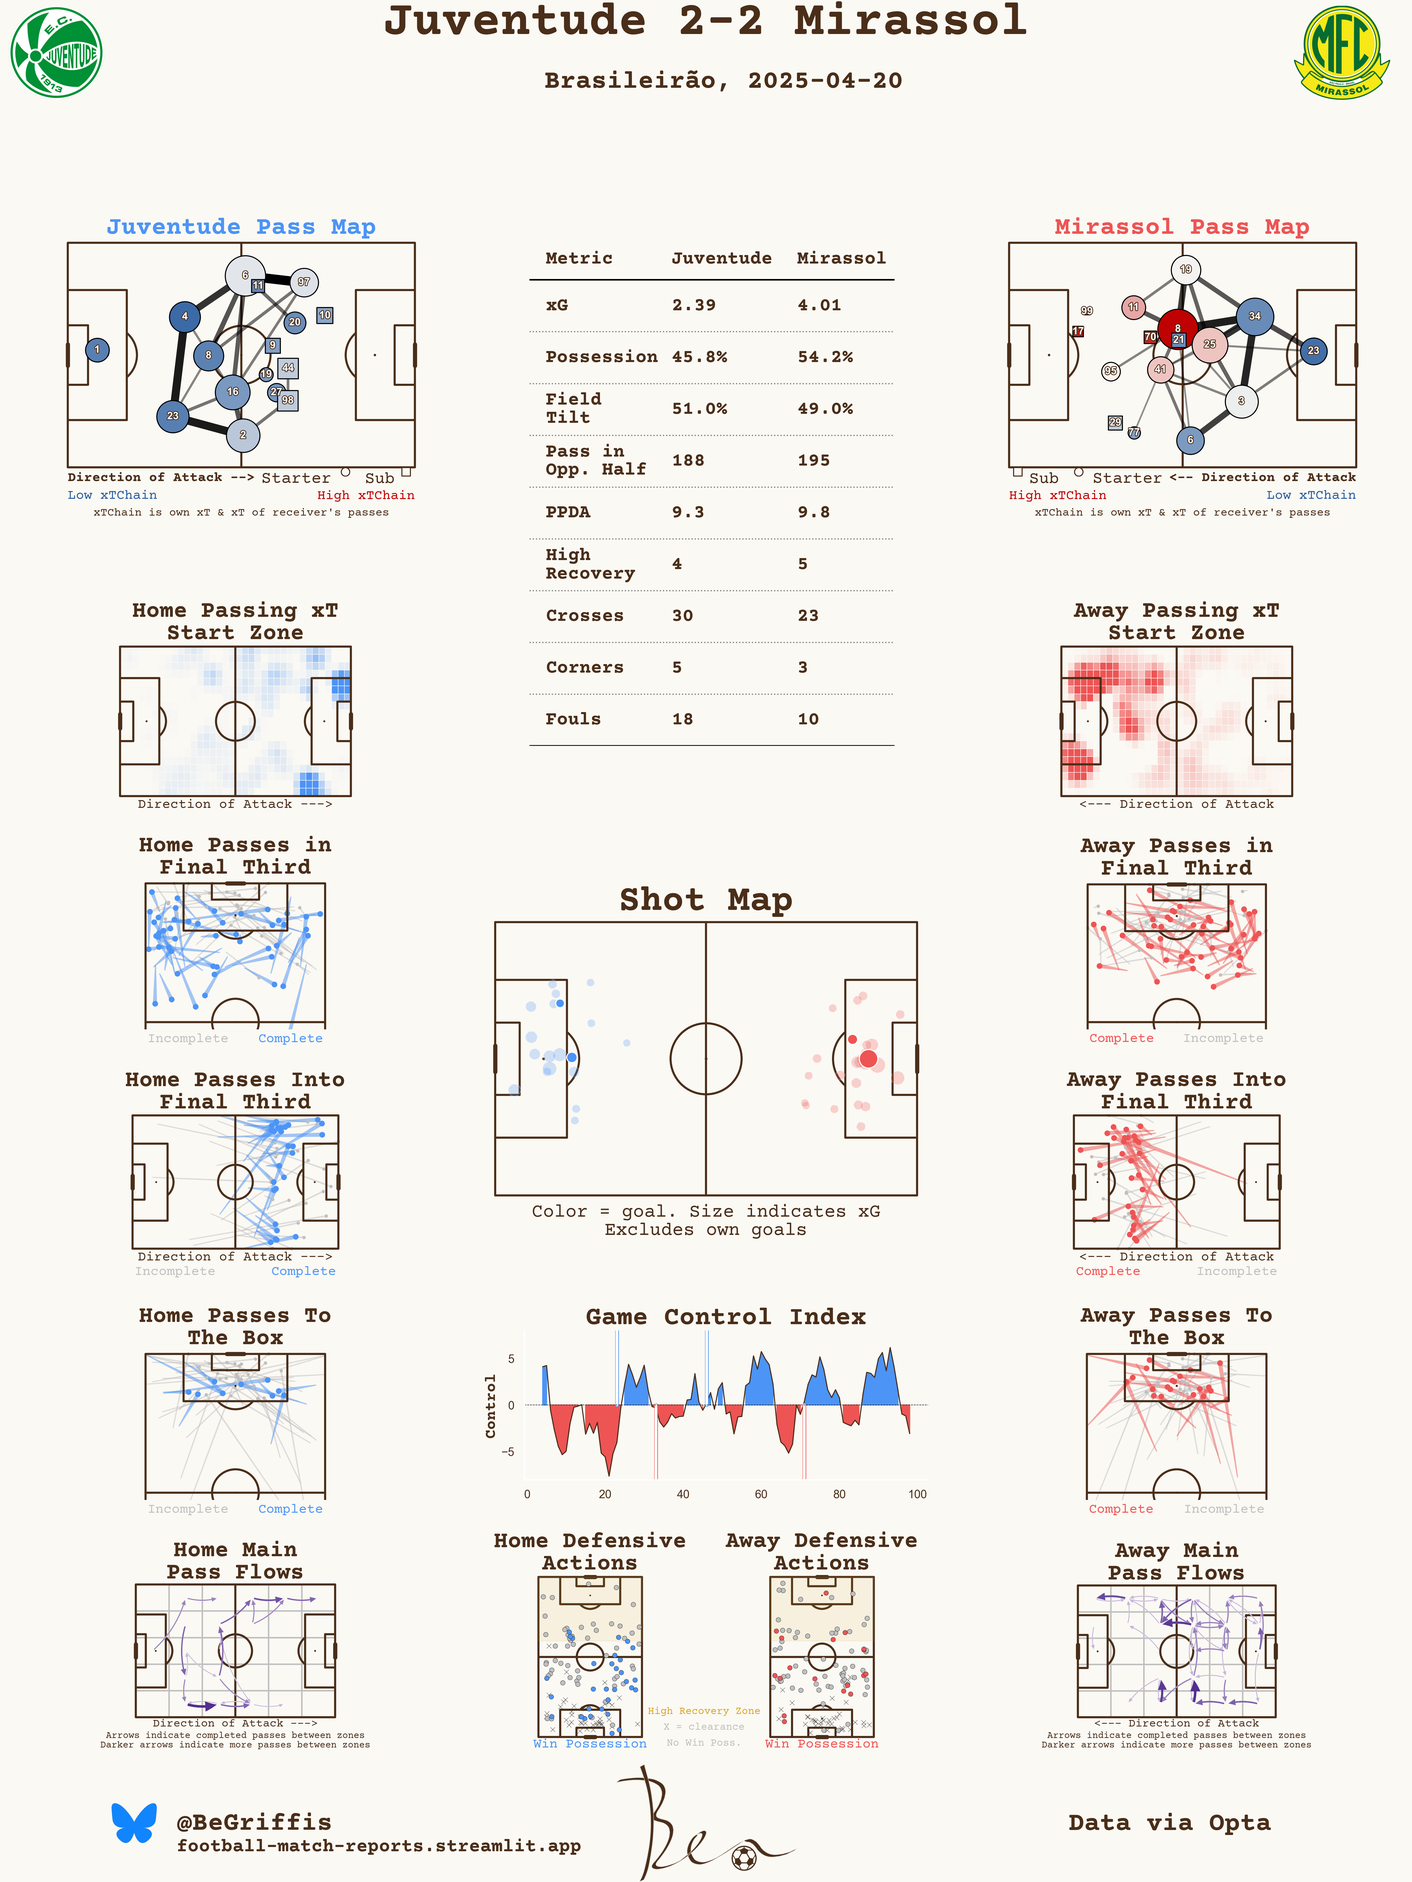 Juventude 2-2 Mirassol
Brasileirão, 2025-04-20
E.C.
JUVENTUDE
1913
MFC
MIRASSOL
Juventude Pass Map
6
11
97
4
20
10
1
8
9
19
44
16
27
98
23
2
Direction of Attack --> Starter Sub
Low xTChain High xTChain
xTChain is own xT & xT of receiver's passes
Metric Juventude Mirassol
xG 2.39 4.01
Possession 45.8% 54.2%
Field
Tilt 51.0% 49.0%
Pass in
Opp. Half 188 195
PPDA 9.3 9.8
High
Recovery 4 5
Crosses 30 23
Corners 5 3
Fouls 18 10
Mirassol Pass Map
19
11
99
34
17
8
70
21
25
23
95
41
3
29
77
6
Sub Starter <-- Direction of Attack
High xTChain Low xTChain
xTChain is own xT & xT of receiver's passes
Home Passing xT
Start Zone
Direction of Attack --->
Away Passing xT
Start Zone
<--- Direction of Attack
Home Passes in
Final Third
Incomplete Complete
Away Passes in
Final Third
Complete Incomplete
Shot Map
Color = goal. Size indicates xG
Excludes own goals
Home Passes Into
Final Third
Direction of Attack --->
Incomplete Complete
Away Passes Into
Final Third
<--- Direction of Attack
Complete Incomplete
Home Passes To
The Box
Incomplete Complete
Game Control Index
Control
5
0
−5
0 20 40 60 80 100
Away Passes To
The Box
Complete Incomplete
Home Main
Pass Flows
Direction of Attack --->
Arrows indicate completed passes between zones
Darker arrows indicate more passes between zones
Home Defensive
Actions
Win Possession
High Recovery Zone
X = clearance
No Win Poss.
Away Defensive
Actions
Win Possession
Away Main
Pass Flows
<--- Direction of Attack
Arrows indicate completed passes between zones
Darker arrows indicate more passes between zones
@BeGriffis
football-match-reports.streamlit.app
Ben
Data via Opta